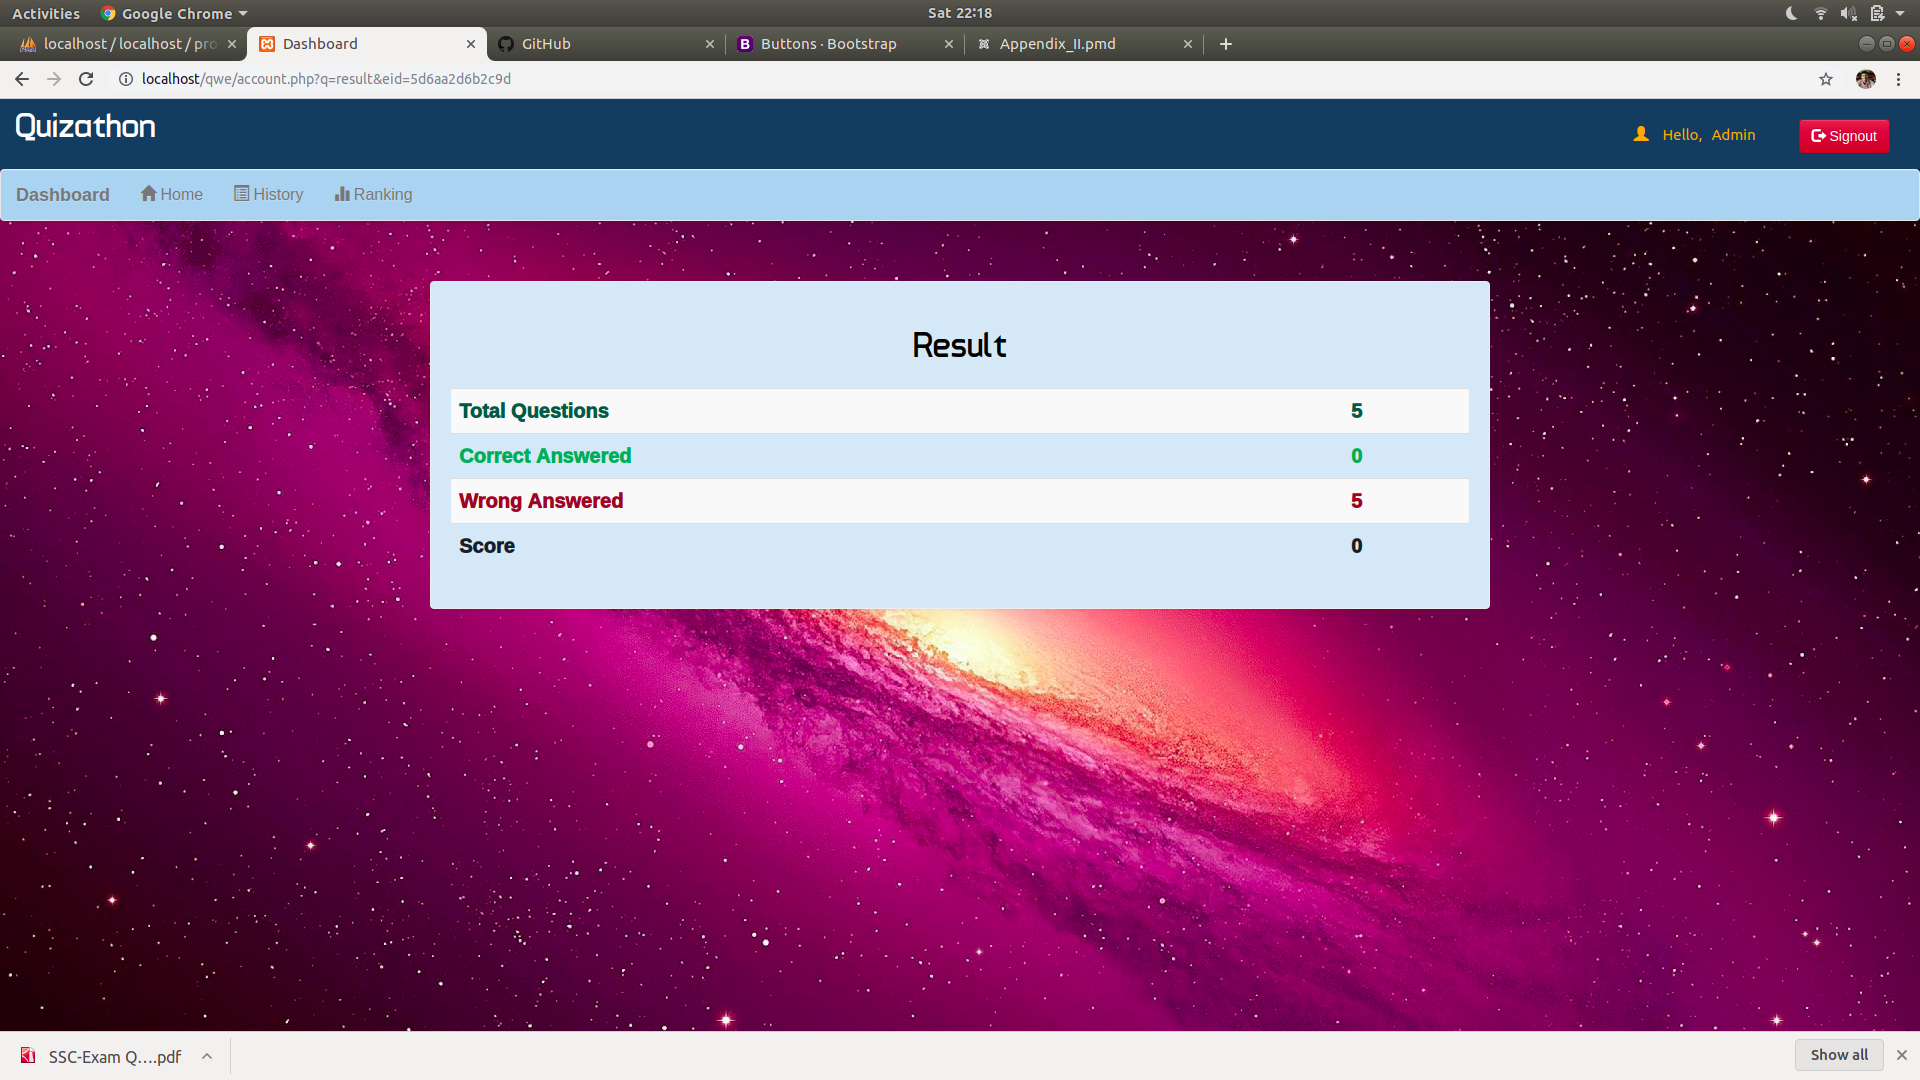 Activities Google Chrome Sat 22:18
localhost / localhost / pro Dashboard GitHub Buttons · Bootstrap Appendix_II.pmd
localhost/qwe/account.php?q=result&eid=5d6aa2d6b2c9d
Quizathon Hello, Admin Signout
Dashboard Home History Ranking
Result
Total Questions 5
Correct Answered 0
Wrong Answered 5
Score 0
SSC-Exam Q....pdf Show all